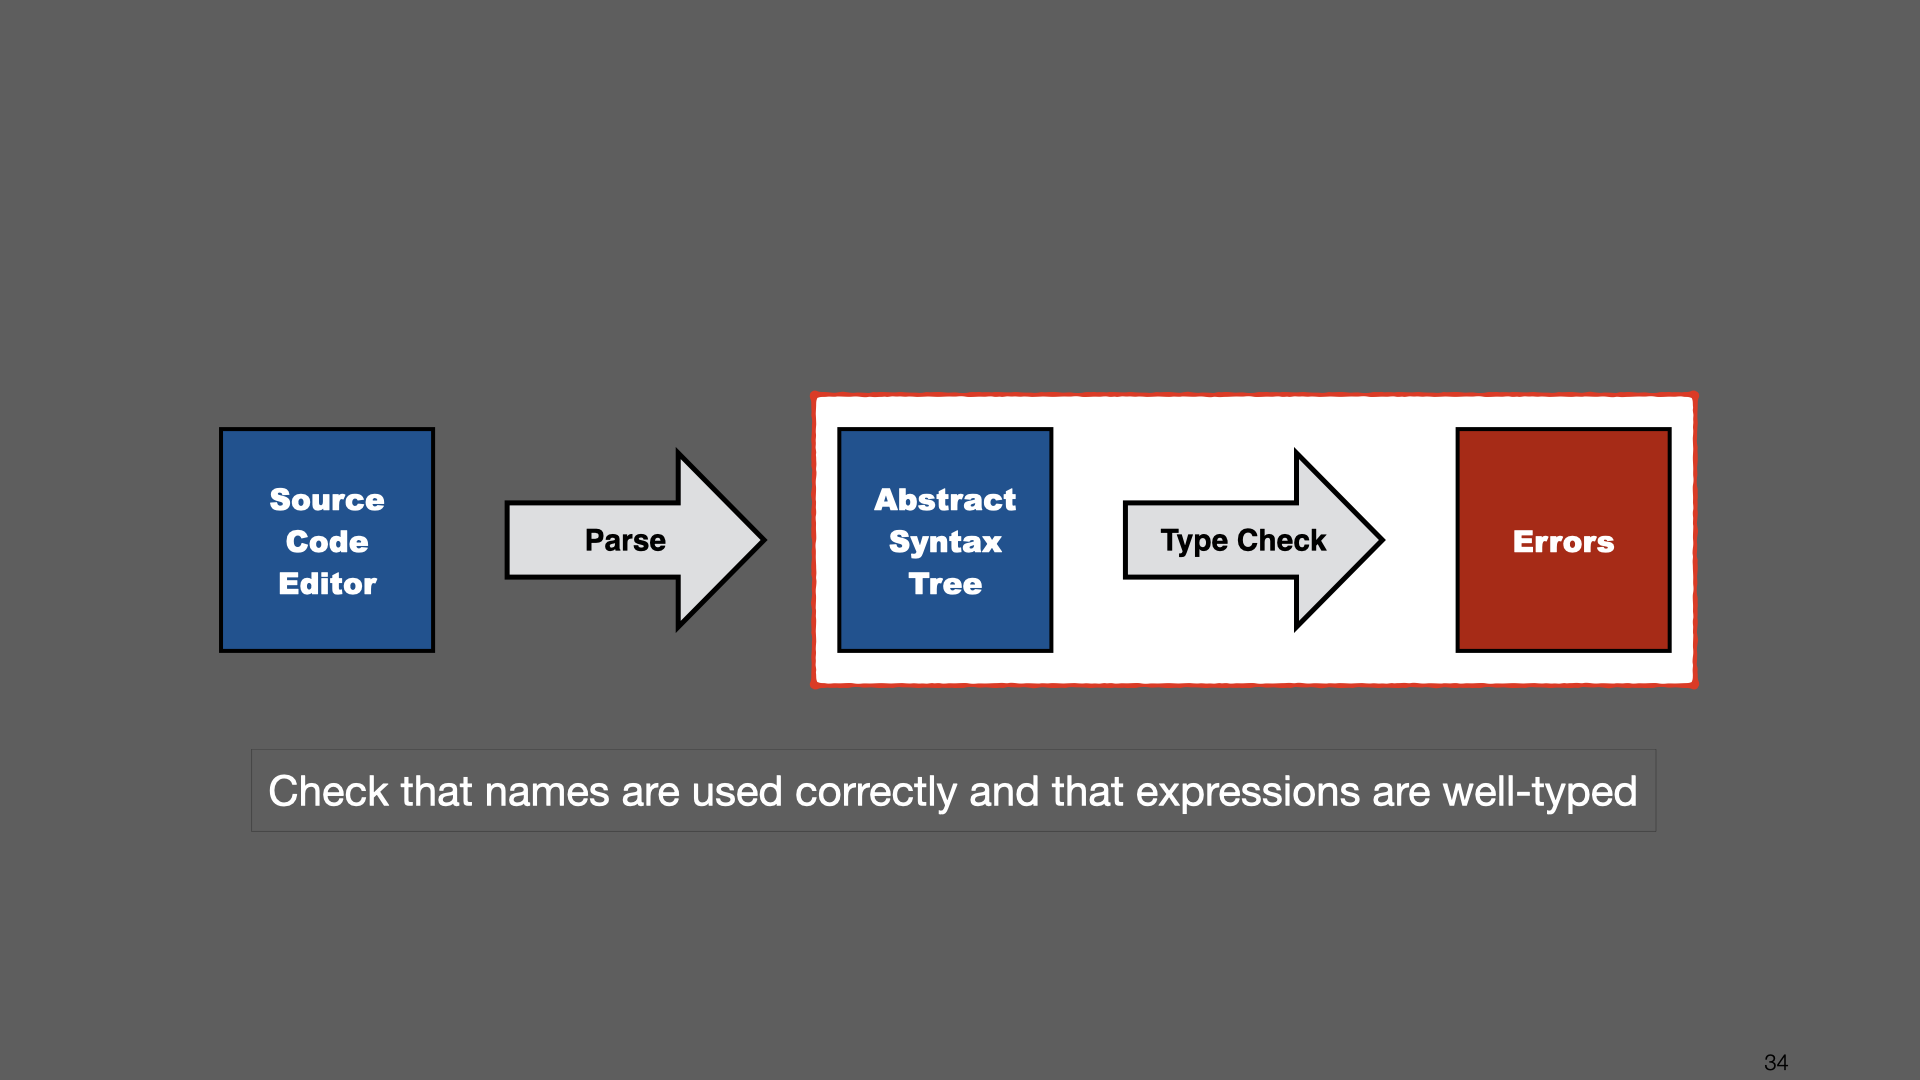 Source
Code
Editor
Parse
Abstract
Syntax
Tree
Type Check
Errors
Check that names are used correctly and that expressions are well-typed
34